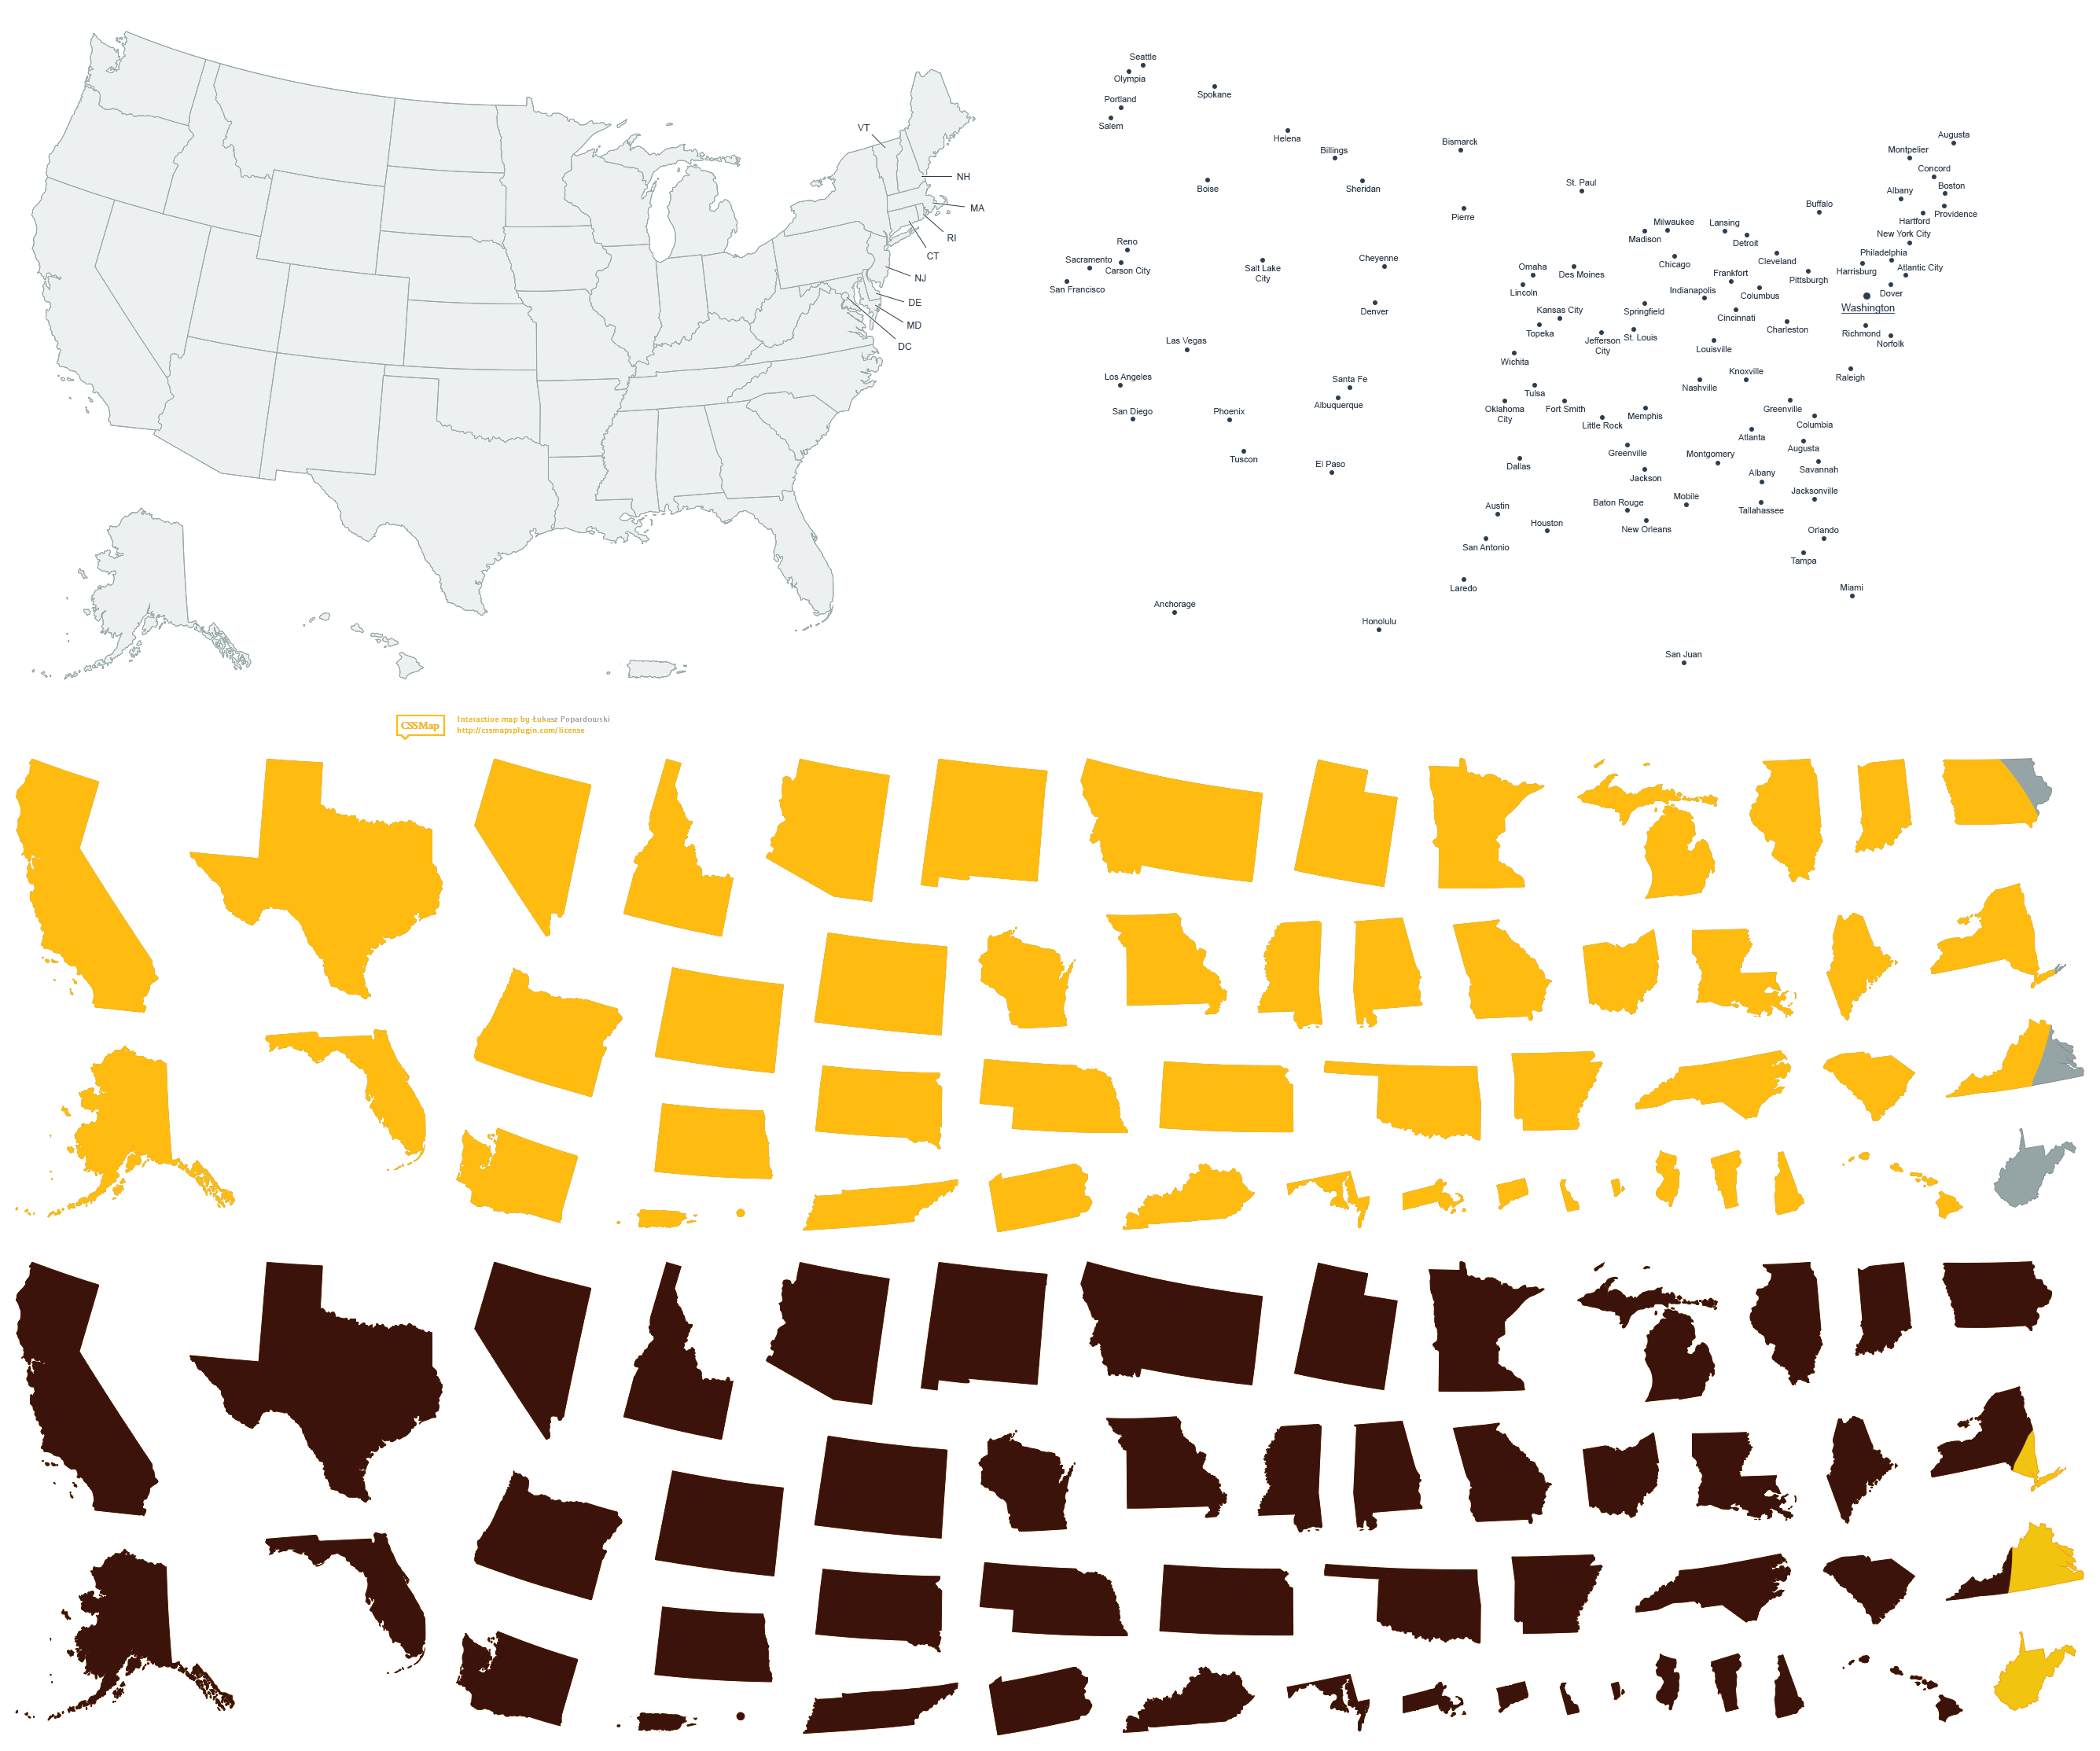 VT
NH
MA
RI
CT
NJ
DE
MD
DC
Seattle
Olympia
Spokane
Portland
Salem
Helena
Billings
Bismarck
Augusta
Montpelier
Concord
Boise
Sheridan
St. Paul
Albany
Boston
Pierre
Buffalo
Hartford
Providence
Milwaukee
Lansing
Madison
Detroit
New York City
Reno
Sacramento
Carson City
San Francisco
Salt Lake
City
Cheyenne
Omaha
Des Moines
Chicago
Cleveland
Philadelphia
Frankfort
Pittsburgh
Harrisburg
Atlantic City
Lincoln
Indianapolis
Columbus
Dover
Denver
Kansas City
Springfield
Cincinnati
Washington
Topeka
Jefferson
City
St. Louis
Charleston
Richmond
Norfolk
Las Vegas
Wichita
Louisville
Los Angeles
Santa Fe
Nashville
Knoxville
Raleigh
Albuquerque
Tulsa
San Diego
Phoenix
Oklahoma
City
Fort Smith
Little Rock
Memphis
Greenville
Columbia
Atlanta
Augusta
Tuscon
El Paso
Dallas
Greenville
Montgomery
Savannah
Jackson
Albany
Jacksonville
Austin
Baton Rouge
Mobile
Tallahassee
Houston
New Orleans
Orlando
San Antonio
Tampa
Laredo
Miami
Anchorage
Honolulu
San Juan
CSSMap
Interactive map by Łukasz Popardowski
http://cssmapsplugin.com/license